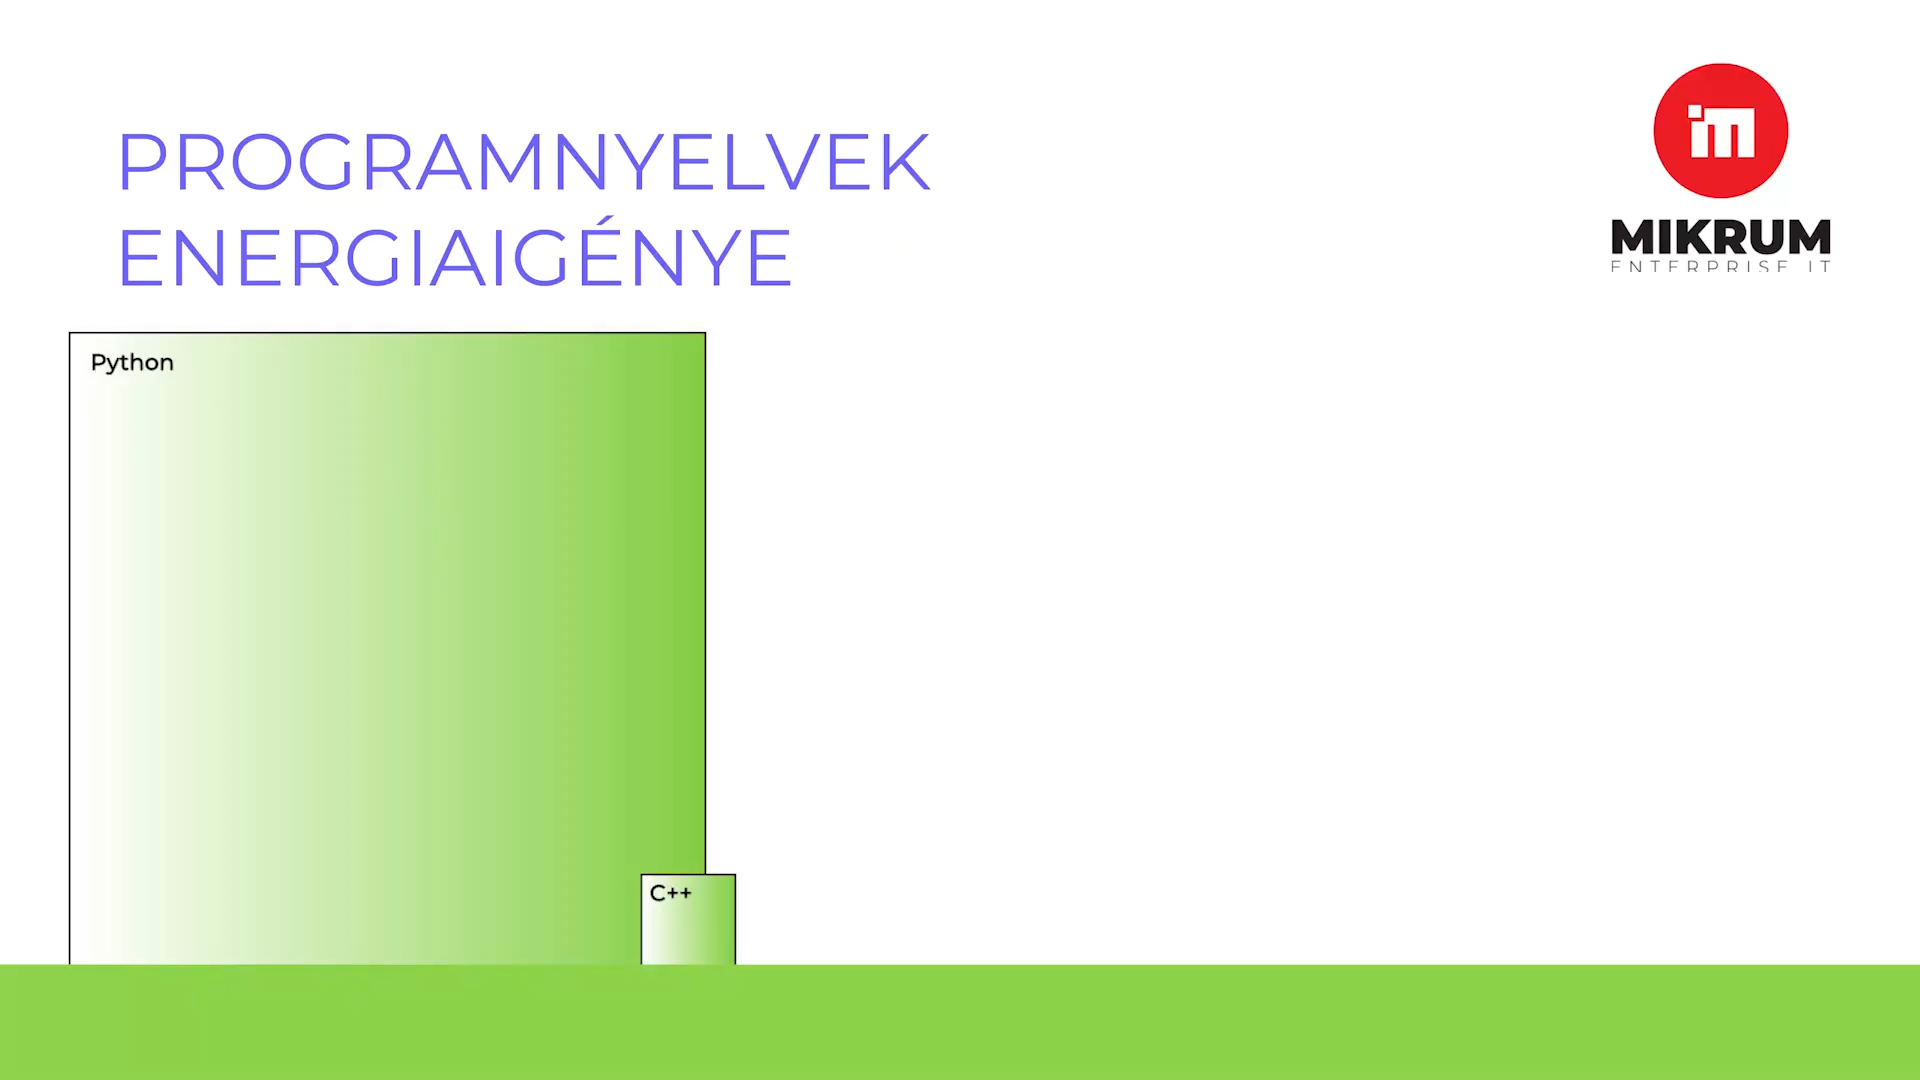 PROGRAMNYELVEK
ENERGIAIGÉNYE
MIKRUM
ENTERPRISE IT
Python
C++